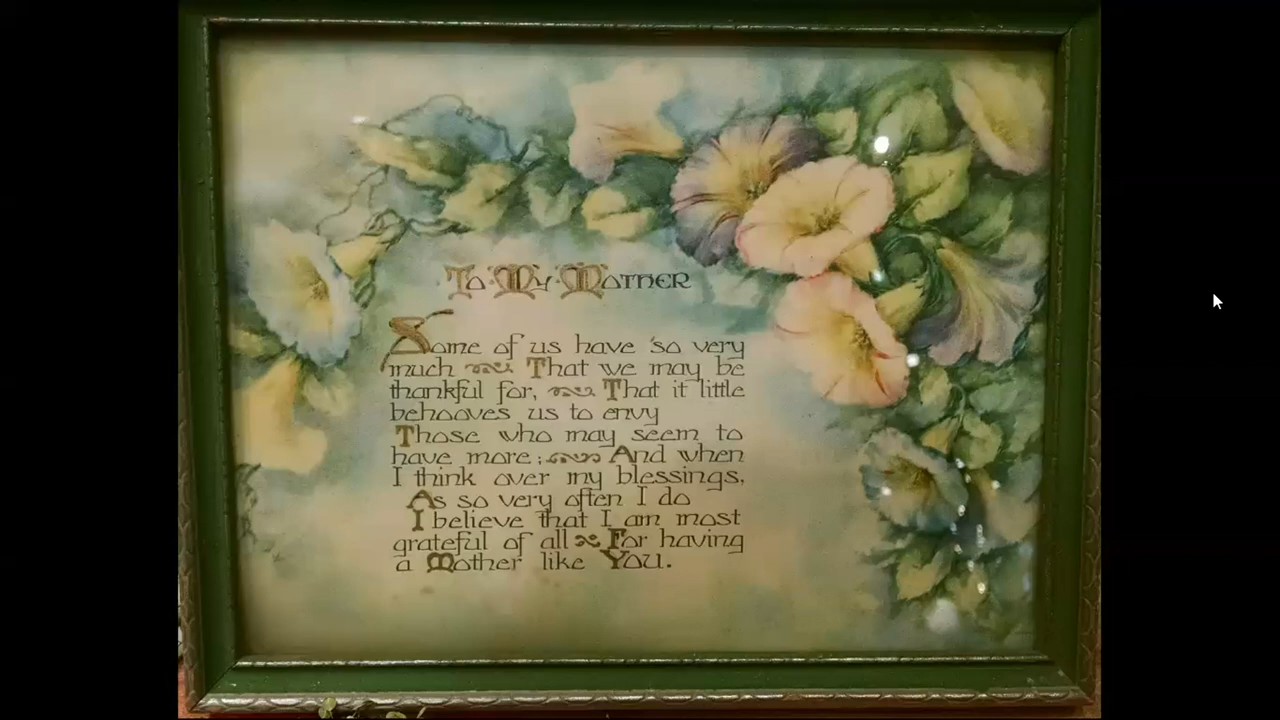 To · My · Mother
Some of us have so very
much That we may be
thankful for, That it little
behooves us to envy
Those who may seem to
have more; And when
I think over my blessings,
As so very often I do
I believe that I am most
grateful of all For having
a Mother like You.